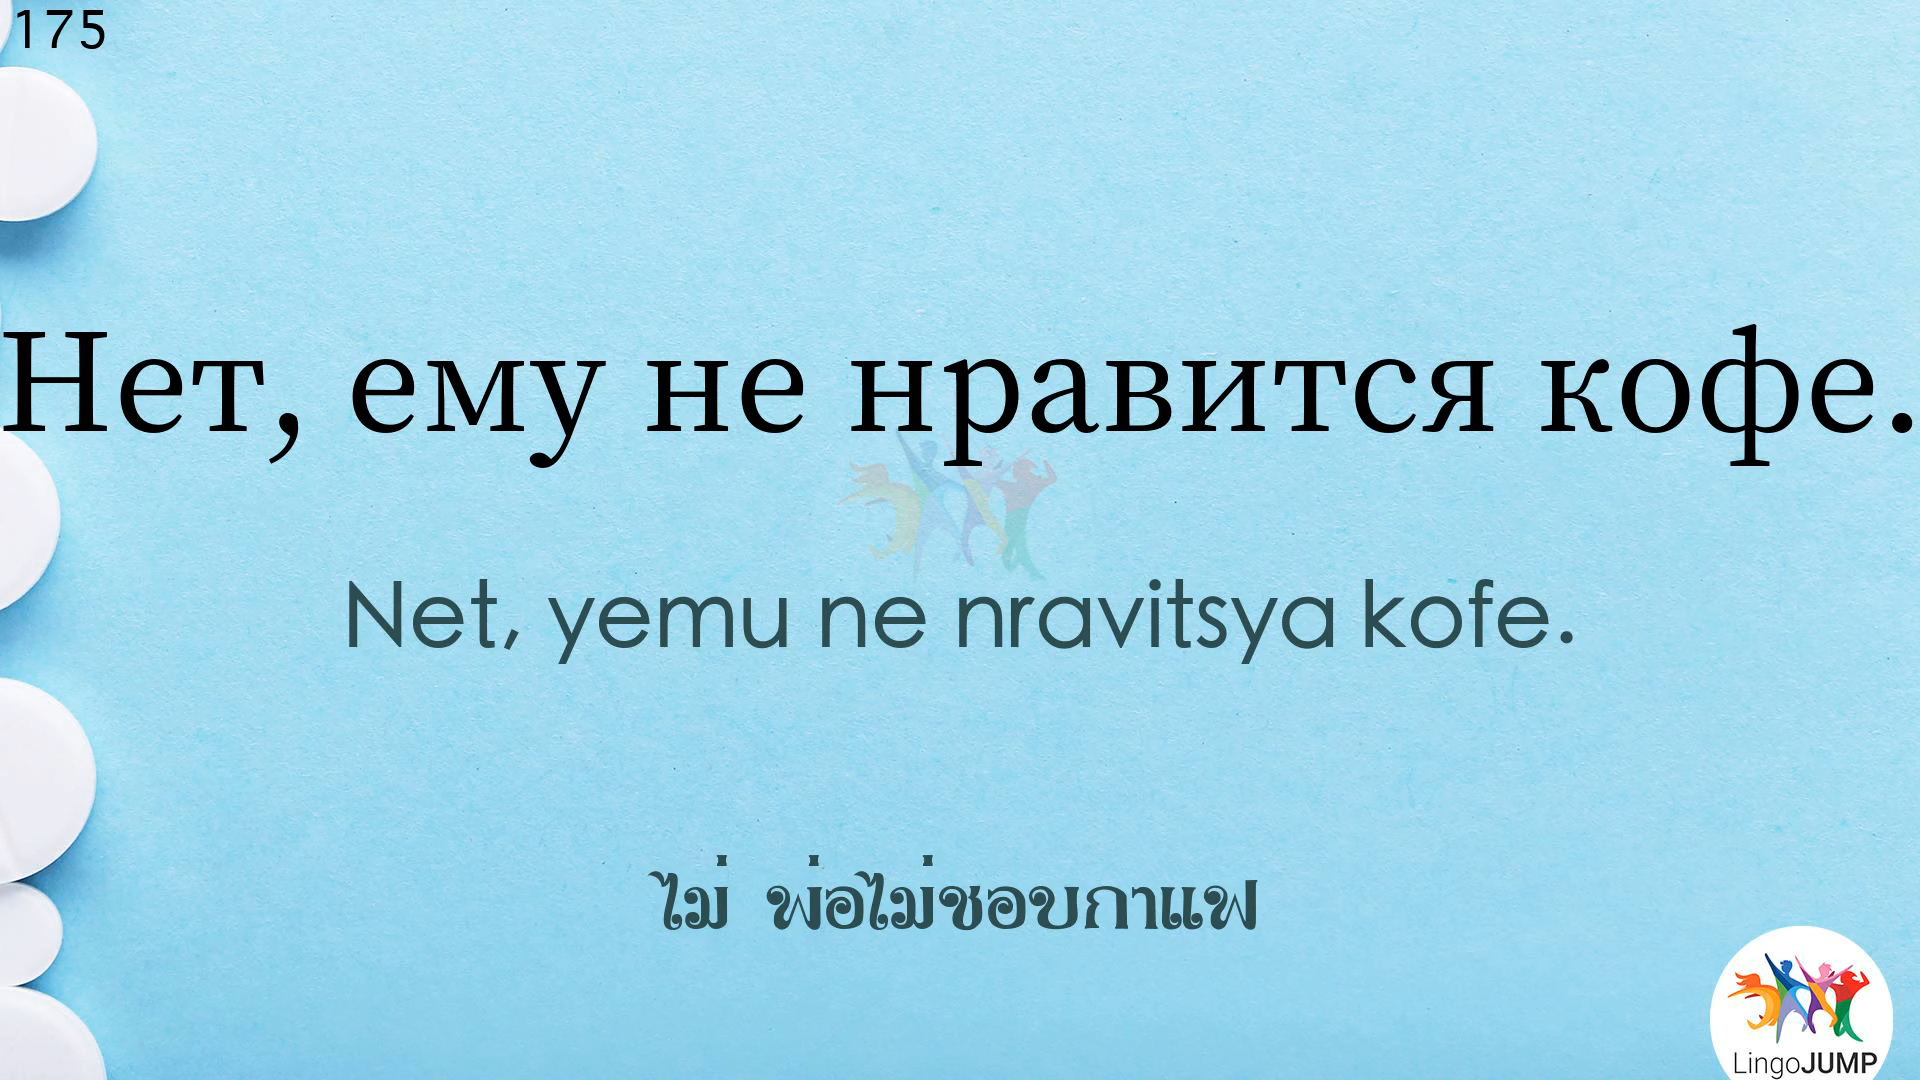 175
Нет, ему не нравится кофе.
Net, yemu ne nravitsya kofe.
ไม่ พ่อไม่ชอบกาแฟ
LingoJUMP